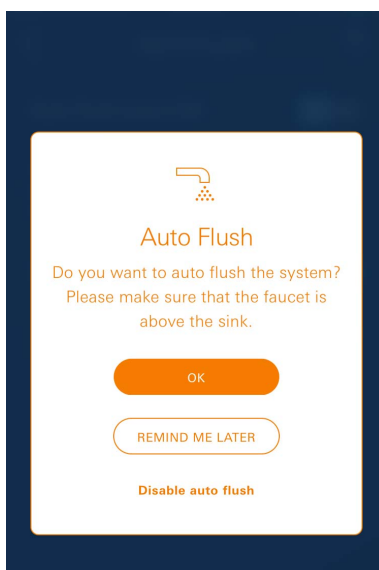 Auto Flush
Do you want to auto flush the system?
Please make sure that the faucet is
above the sink.
OK
REMIND ME LATER
Disable auto flush